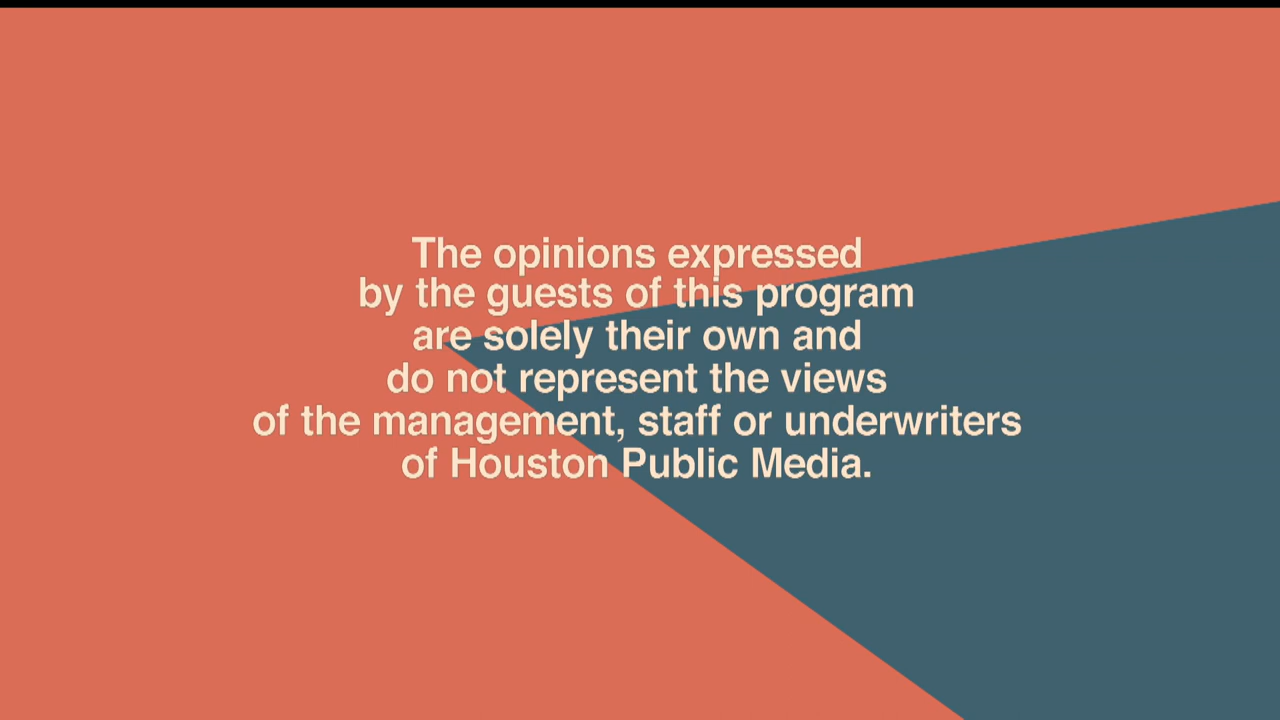 The opinions expressed
by the guests of this program
are solely their own and
do not represent the views
of the management, staff or underwriters
of Houston Public Media.